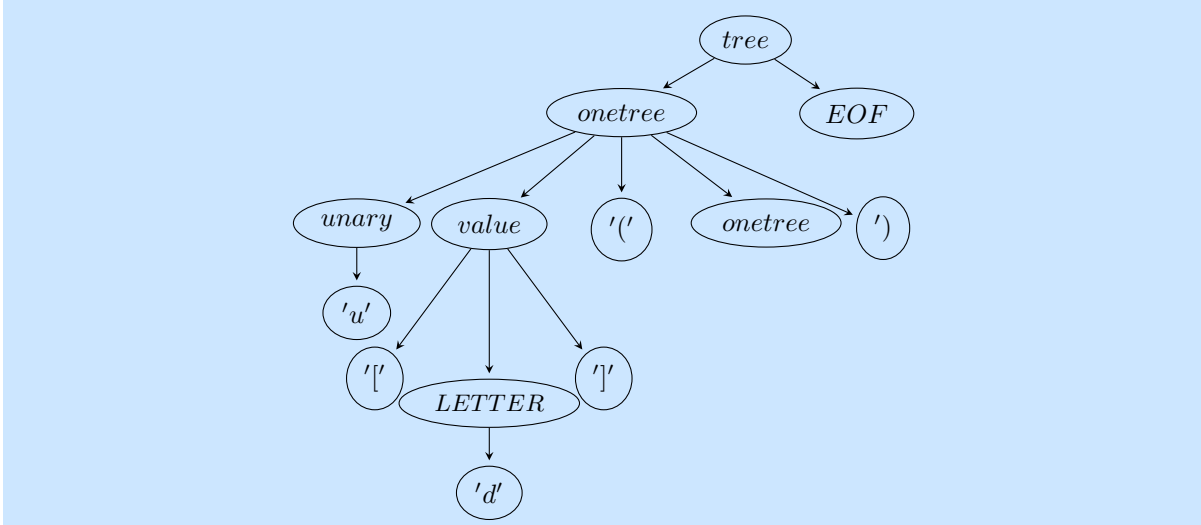 tree
onetree
EOF
unary
value
'('
onetree
')
'u'
'['
LETTER
']'
'd'